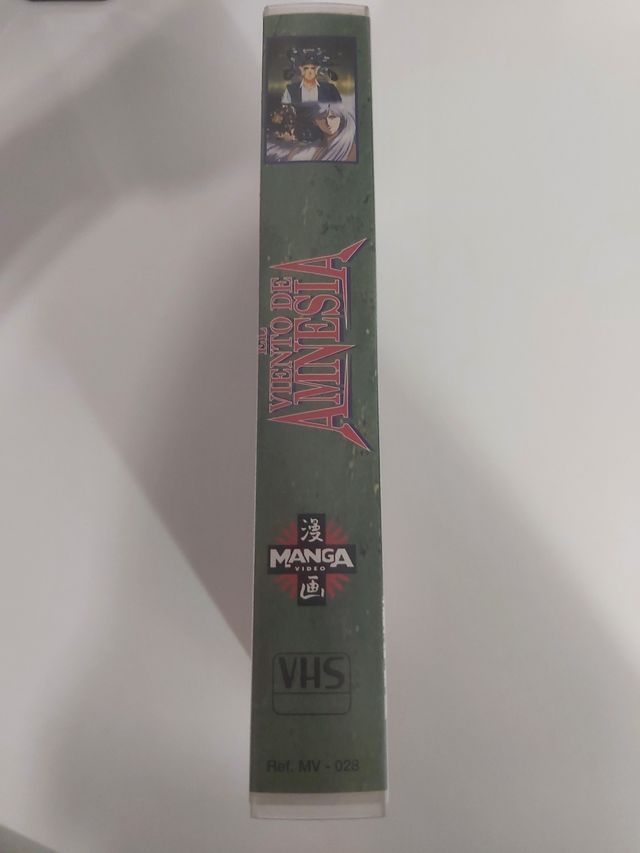 EL
VIENTO DE
AMNESIA
漫
MANGA
VIDEO
画
VHS
Ref. MV - 028